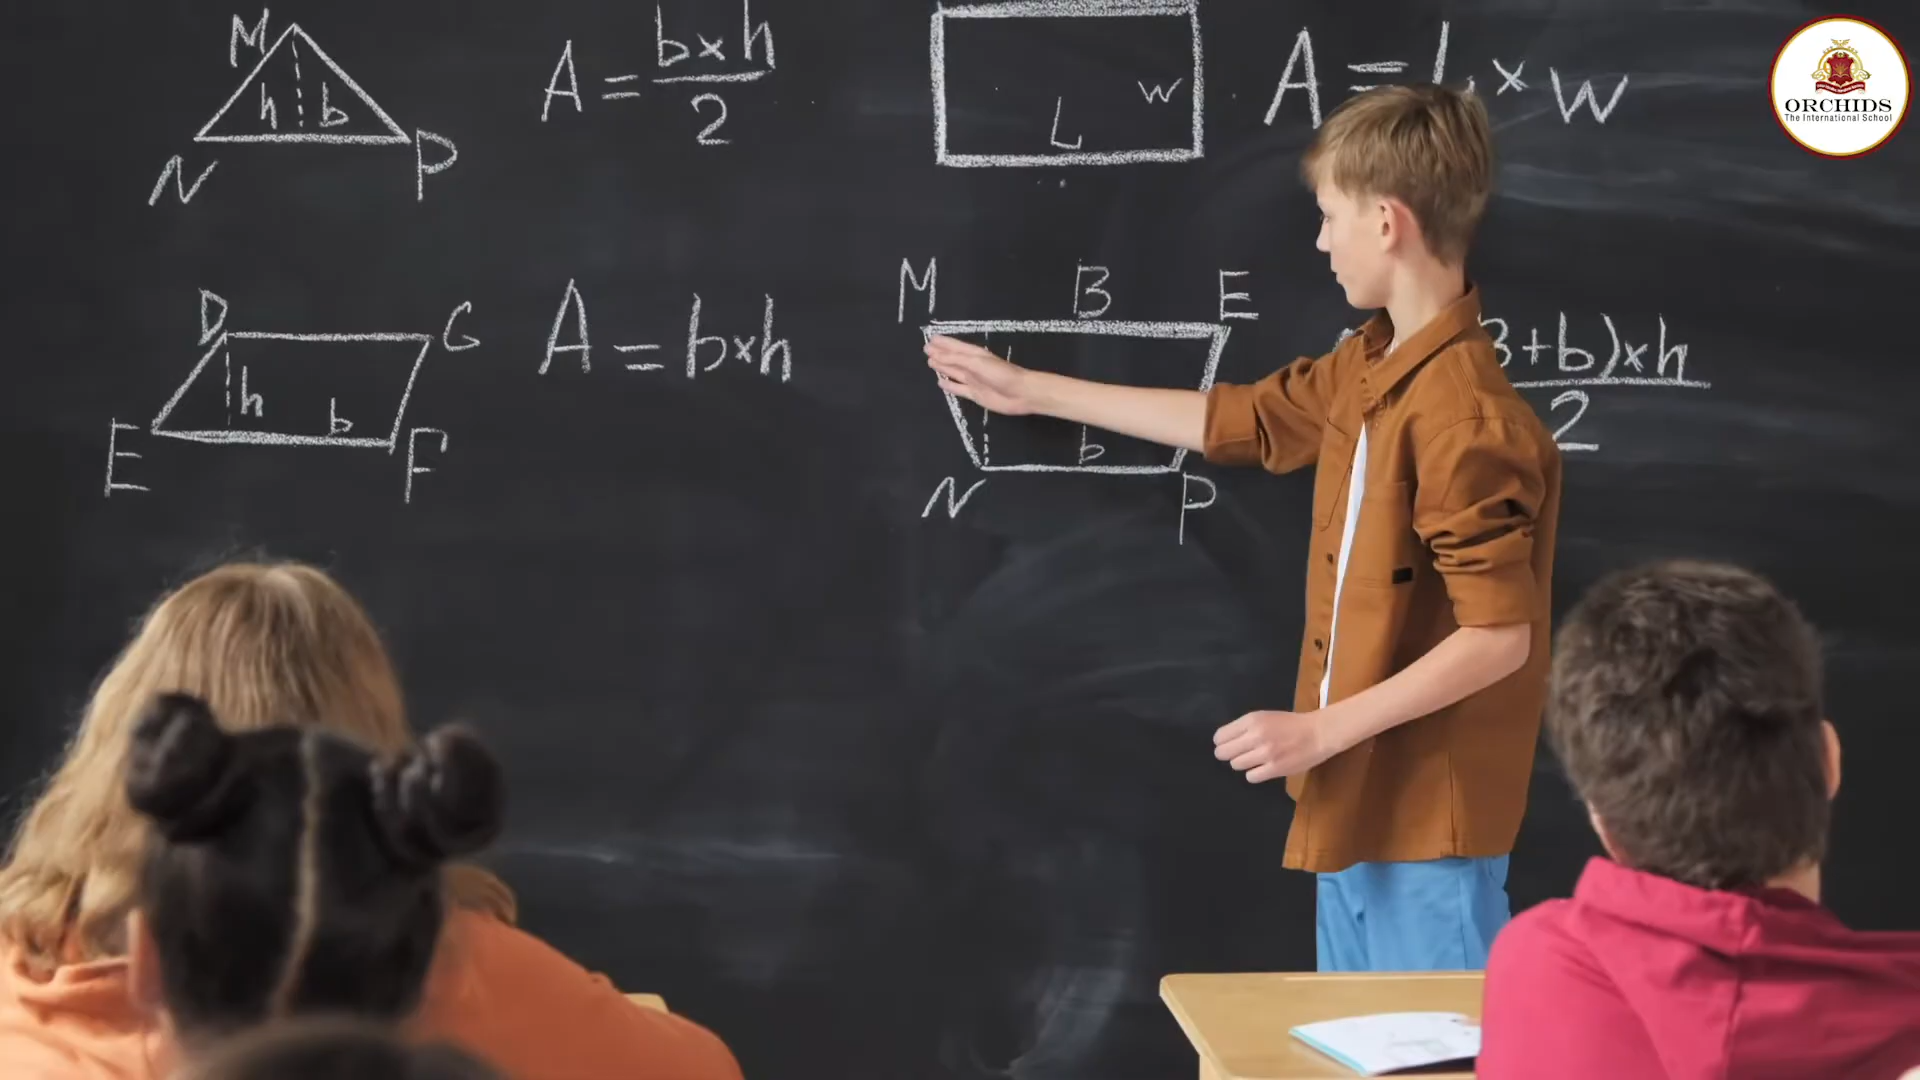 M
h b
N P
A = b×h
2
L
w
A = L × w
ORCHIDS
The International School
D G
h b
E F
A = b×h
M B E
b
N P
B+b)×h
2